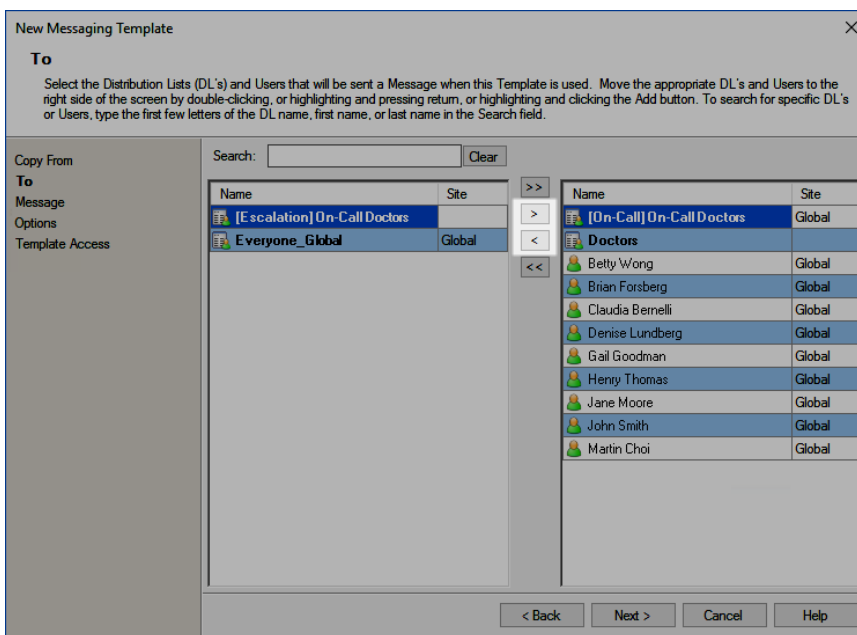 New Messaging Template
To
Select the Distribution Lists (DL's) and Users that will be sent a Message when this Template is used. Move the appropriate DL's and Users to the
right side of the screen by double-clicking, or highlighting and pressing return, or highlighting and clicking the Add button. To search for specific DL's
or Users, type the first few letters of the DL name, first name, or last name in the Search field.
Copy From
To
Message
Options
Template Access
Search:
Clear
Name Site
[Escalation] On-Call Doctors
Everyone_Global Global
>>
>
<
<<
Name Site
[On-Call] On-Call Doctors Global
Doctors
Betty Wong Global
Brian Forsberg Global
Claudia Bernelli Global
Denise Lundberg Global
Gail Goodman Global
Henry Thomas Global
Jane Moore Global
John Smith Global
Martin Choi Global
< Back Next > Cancel Help